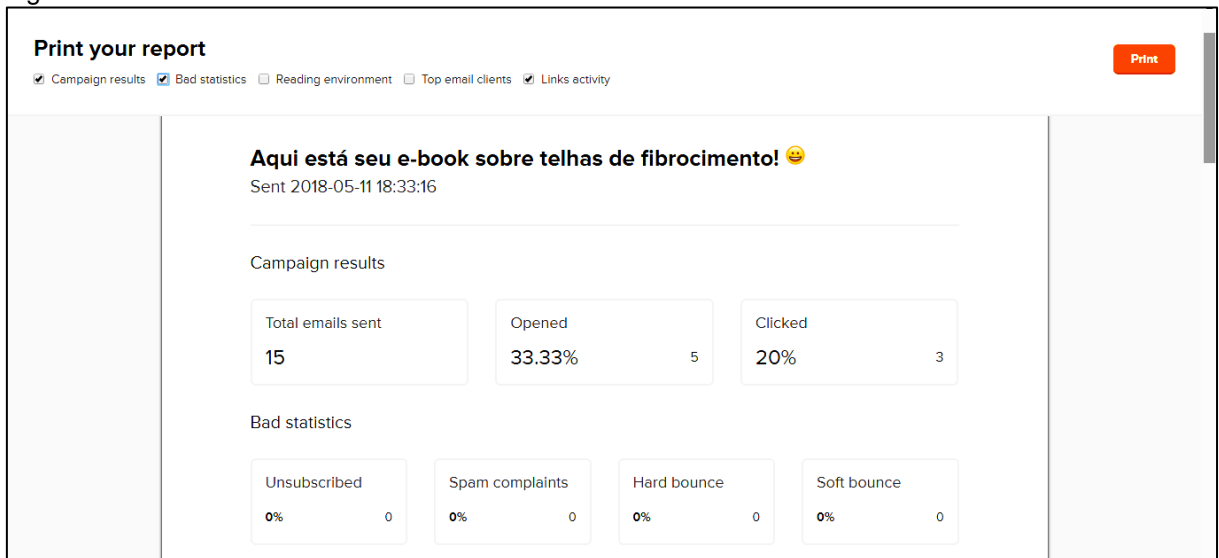 Print your report
Print
Campaign results Bad statistics Reading environment Top email clients Links activity
Aqui está seu e-book sobre telhas de fibrocimento! 😀
Sent 2018-05-11 18:33:16
Campaign results
Total emails sent Opened Clicked
15 33.33% 5 20% 3
Bad statistics
Unsubscribed Spam complaints Hard bounce Soft bounce
0% 0 0% 0 0% 0 0% 0